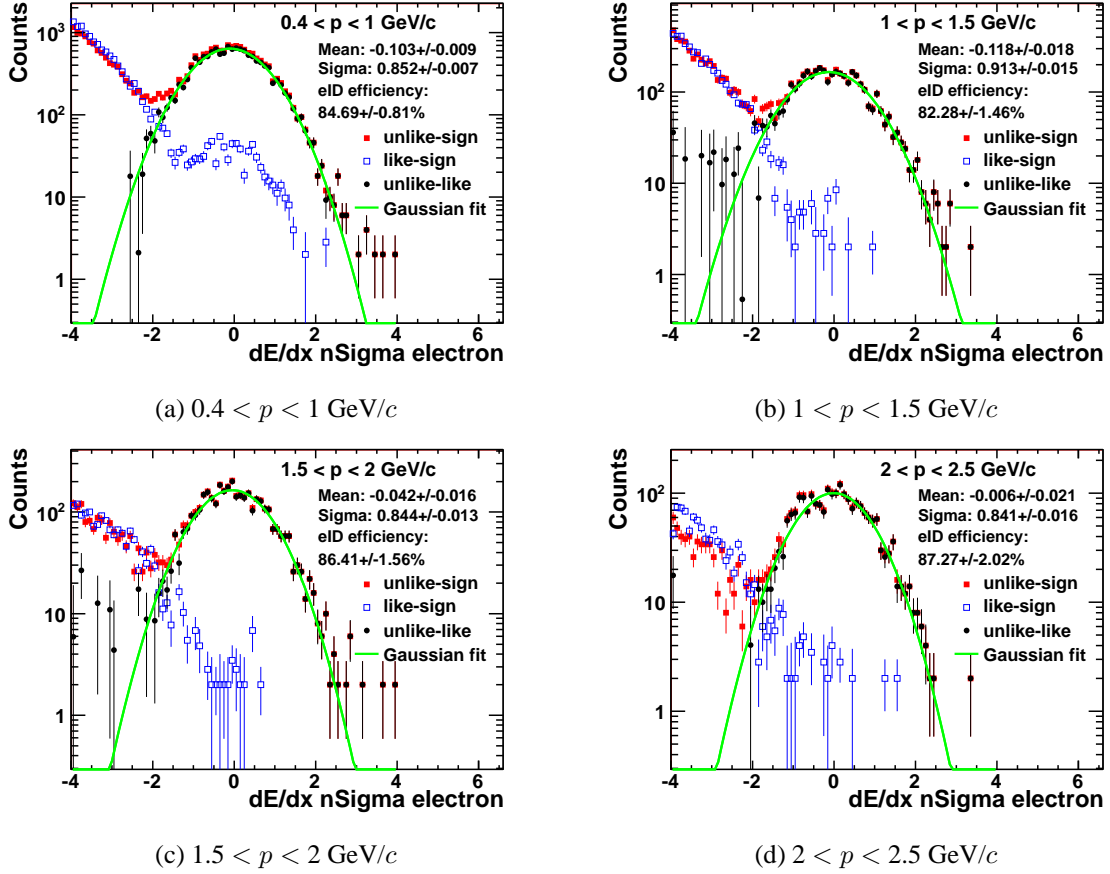 Counts
10³
10²
10
1
0.4 < p < 1 GeV/c
Mean: -0.103+/-0.009
Sigma: 0.852+/-0.007
eID efficiency:
84.69+/-0.81%
unlike-sign
like-sign
unlike-like
Gaussian fit
-4 -2 0 2 4 6
dE/dx nSigma electron
(a) 0.4 < p < 1 GeV/c
Counts
10³
10²
10
1
1 < p < 1.5 GeV/c
Mean: -0.118+/-0.018
Sigma: 0.913+/-0.015
eID efficiency:
82.28+/-1.46%
unlike-sign
like-sign
unlike-like
Gaussian fit
-4 -2 0 2 4 6
dE/dx nSigma electron
(b) 1 < p < 1.5 GeV/c
Counts
10²
10
1
1.5 < p < 2 GeV/c
Mean: -0.042+/-0.016
Sigma: 0.844+/-0.013
eID efficiency:
86.41+/-1.56%
unlike-sign
like-sign
unlike-like
Gaussian fit
-4 -2 0 2 4 6
dE/dx nSigma electron
(c) 1.5 < p < 2 GeV/c
Counts
10²
10
1
2 < p < 2.5 GeV/c
Mean: -0.006+/-0.021
Sigma: 0.841+/-0.016
eID efficiency:
87.27+/-2.02%
unlike-sign
like-sign
unlike-like
Gaussian fit
-4 -2 0 2 4 6
dE/dx nSigma electron
(d) 2 < p < 2.5 GeV/c